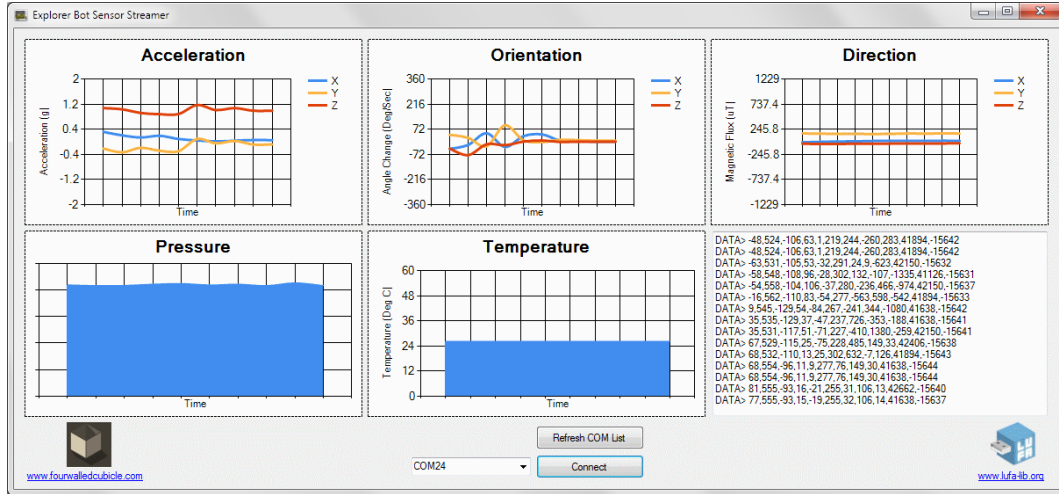 Explorer Bot Sensor Streamer
Acceleration
2
1.2
0.4
-0.4
-1.2
-2
Acceleration [g]
Time
X
Y
Z
Orientation
360
216
72
-72
-216
-360
Angle Change [Deg/Sec]
Time
X
Y
Z
Direction
1229
737.4
245.8
-245.8
-737.4
-1229
Magnetic Flux [uT]
Time
X
Y
Z
Pressure
Time
Temperature
60
48
36
24
12
0
Temperature [Deg C]
Time
DATA> -48,524,-106,63,1,219,244,-260,283,41894,-15642
DATA> -48,524,-106,63,1,219,244,-260,283,41894,-15642
DATA> -63,531,-105,53,-32,291,24,9,-623,42150,-15632
DATA> -58,548,-108,96,-28,302,132,-107,-1335,41126,-15631
DATA> -54,558,-104,106,-37,280,-236,466,-974,42150,-15637
DATA> -16,562,-110,83,-54,277,-563,598,-542,41894,-15633
DATA> 9,545,-129,54,-84,267,-241,344,-1080,41638,-15642
DATA> 35,535,-129,37,-47,237,726,-353,-188,41638,-15641
DATA> 35,531,-117,51,-71,227,-410,1380,-259,42150,-15641
DATA> 67,529,-115,25,-75,228,485,149,33,42406,-15638
DATA> 68,532,-110,13,25,302,632,-7,126,41894,-15643
DATA> 68,554,-96,11,9,277,76,149,30,41638,-15644
DATA> 68,554,-96,11,9,277,76,149,30,41638,-15644
DATA> 81,555,-93,16,-21,255,31,106,13,42662,-15640
DATA> 77,555,-93,15,-19,255,32,106,14,41638,-15637
www.fourwalledcubicle.com
Refresh COM List
COM24
Connect
LUFA
www.lufa-lib.org